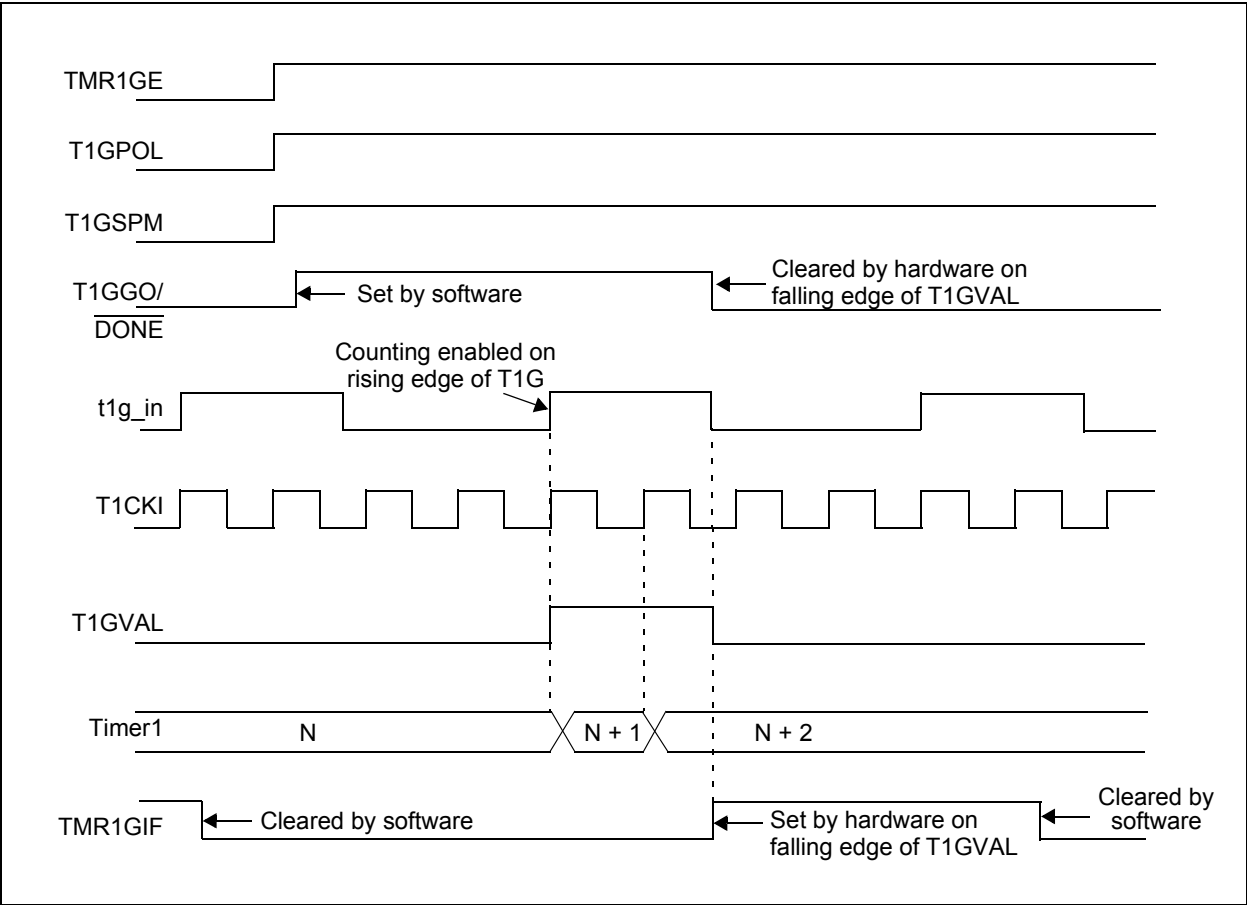 TMR1GE
T1GPOL
T1GSPM
T1GGO/
DONE
Set by software
Cleared by hardware on
falling edge of T1GVAL
Counting enabled on
rising edge of T1G
t1g_in
T1CKI
T1GVAL
Timer1
N
N + 1
N + 2
TMR1GIF
Cleared by software
Set by hardware on
falling edge of T1GVAL
Cleared by
software